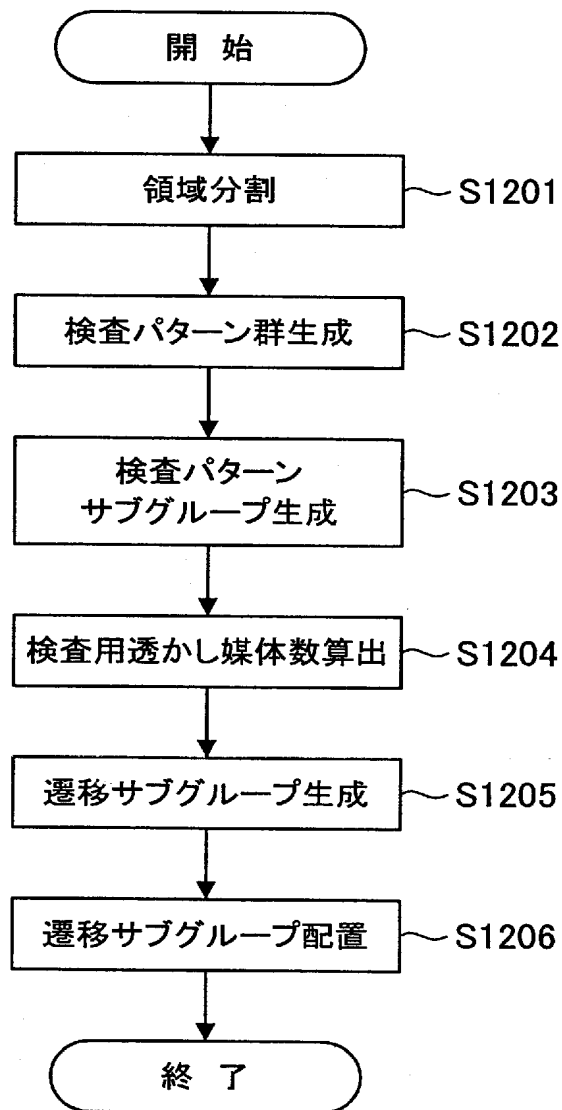 開 始
領域分割
S1201
検査パターン群生成
S1202
検査パターン
サブグループ生成
S1203
検査用透かし媒体数算出
S1204
遷移サブグループ生成
S1205
遷移サブグループ配置
S1206
終 了